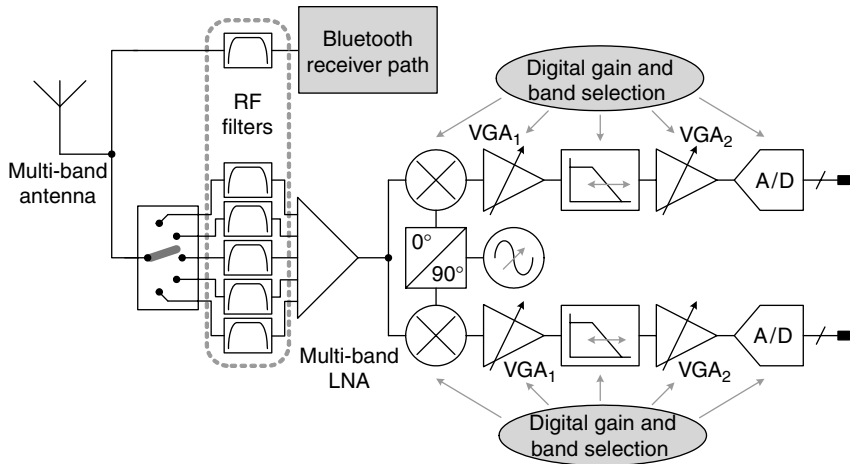 Bluetooth
receiver path
RF
filters
Multi-band
antenna
Multi-band
LNA
Digital gain and
band selection
VGA1
VGA2
A/D
0°
90°
VGA1
VGA2
A/D
Digital gain and
band selection